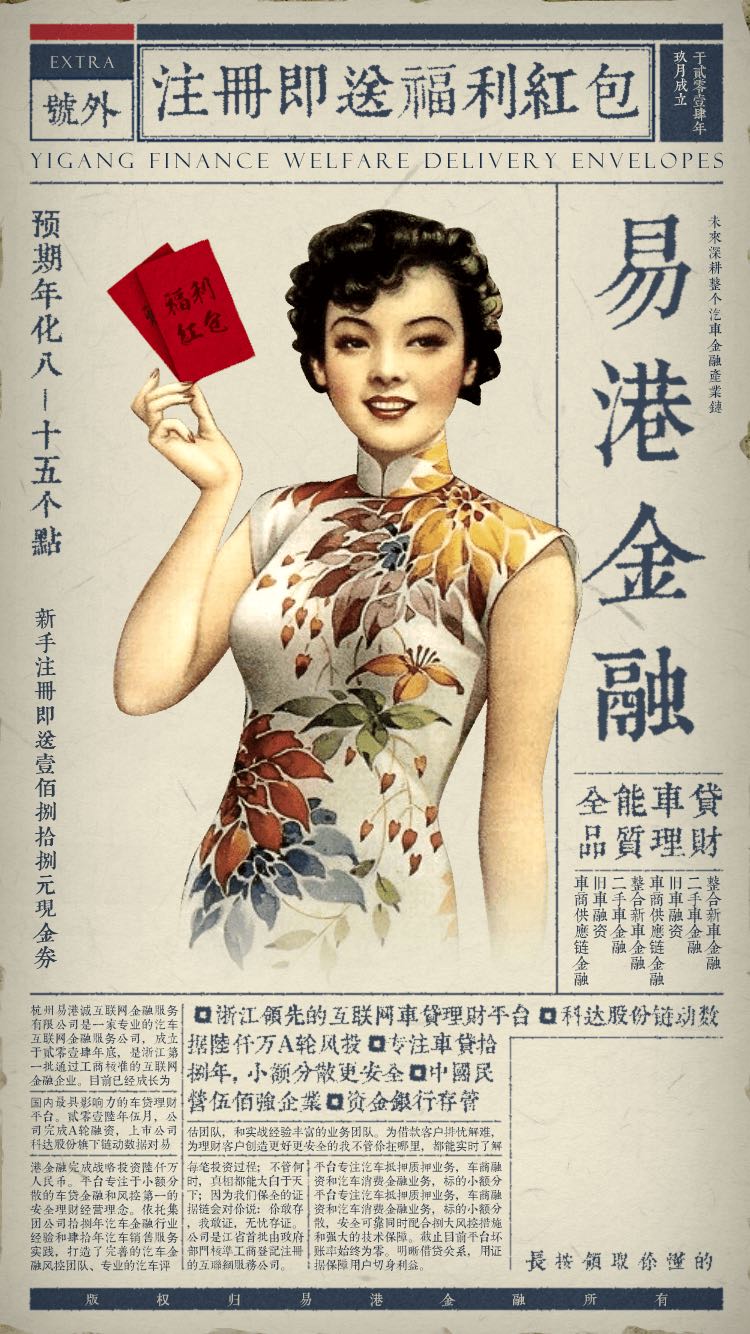 EXTRA
號外
注冊即送福利紅包
于貳零壹肆年
玖月成立
YIGANG FINANCE WELFARE DELIVERY ENVELOPES
预期年化八一十五个點
新手注冊即送壹佰捌拾捌元現金券
福利
紅包
未來深耕整个汽車金融產業鏈
易港金融
全能車貸
品質理財
整合新車金融
二手車金融
旧車融资
車商供應链金融
整合新車金融
二手車金融
旧車融资
車商供應链金融
浙江領先的互联网車貸理財平台 科达股份链动数
据陸仟万A轮风投 专注車貸拾
捌年，小额分散更安全 中國民
營伍佰強企業 资金銀行存管
杭州易港诚互联网金融服务
有限公司是一家专业的汽车
互联网金融服务公司，成立
于贰零壹肆年底，是浙江第
一批通过工商核准的互联网
金融企业。目前已经成长为
国内最具影响力的车贷理财
平台。贰零壹陆年伍月，公
司完成A轮融资，上市公司
科达股份旗下链动数据对易
港金融完成战略投资陸仟万
人民币。平台专注于小额分
散的车贷金融和风控第一的
安全理财经营理念。依托集
团公司拾捌年汽车金融行业
经验和肆拾年汽车销售服务
实践，打造了完善的汽车金
融风控团队、专业的汽车评
估团队，和实战经验丰富的业务团队。为借款客户排忧解难，
为理财客户创造更好更安全的我不管你在哪里，都能实时了解
每笔投资过程；不管何
时，真相都能大白于天
下；因为我们保全的证
据链会对你说：你敢存
，我敢证，无忧存证。
公司是江省首批由政府
部門核準工商登记注冊
的互聯網服務公司。
平台专注汽车抵押质押业务，车商融
资和汽车消费金融业务，标的小额分
平台专注汽车抵押质押业务，车商融
资和汽车消费金融业务，标的小额分
散，安全可靠同时配合捌大风控措施
和强大的技术保障。截止目前平台坏
账率始终为零。明晰借贷关系，用证
据保障用户切身利益。
長按領取你懂的
版权归易港金融所有